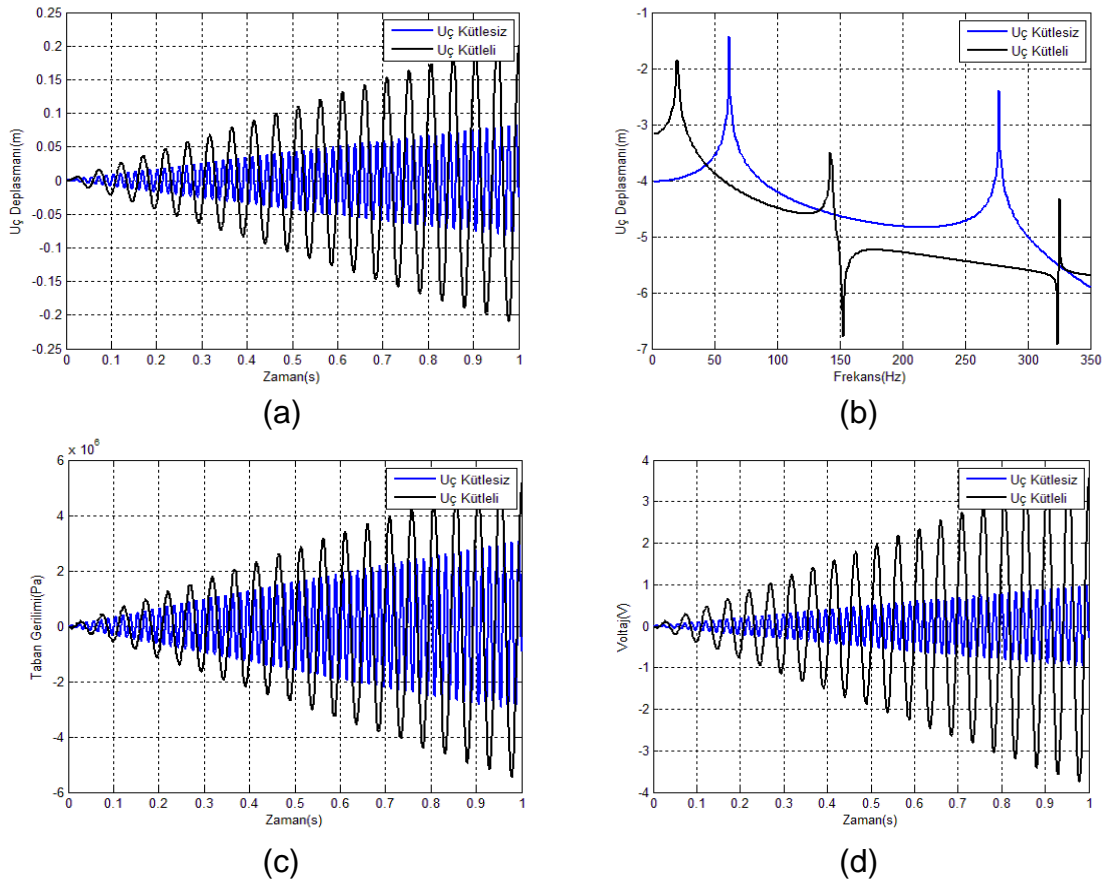 Uç Kütlesiz
Uç Kütleli
0.25
0.2
0.15
0.1
0.05
0
-0.05
-0.1
-0.15
-0.2
-0.25
Uç Deplasmanı(m)
0 0.1 0.2 0.3 0.4 0.5 0.6 0.7 0.8 0.9 1
Zaman(s)
(a)
Uç Kütlesiz
Uç Kütleli
-1
-2
-3
-4
-5
-6
-7
Uç Deplasmanı(m)
0 50 100 150 200 250 300 350
Frekans(Hz)
(b)
x 10^6
Uç Kütlesiz
Uç Kütleli
6
4
2
0
-2
-4
-6
Taban Gerilimi(Pa)
0 0.1 0.2 0.3 0.4 0.5 0.6 0.7 0.8 0.9 1
Zaman(s)
(c)
Uç Kütlesiz
Uç Kütleli
4
3
2
1
0
-1
-2
-3
-4
Voltaj(V)
0 0.1 0.2 0.3 0.4 0.5 0.6 0.7 0.8 0.9 1
Zaman(s)
(d)